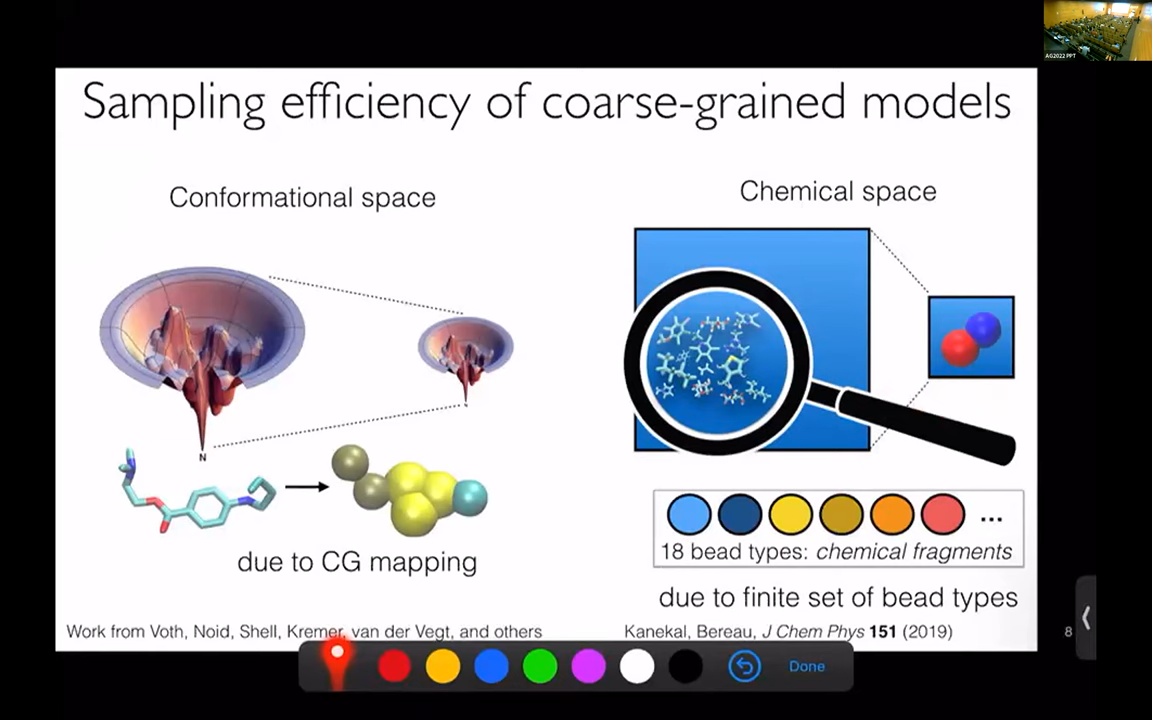 AG2022 PPT
Sampling efficiency of coarse-grained models
Conformational space
Chemical space
N
18 bead types: chemical fragments
...
due to CG mapping
due to finite set of bead types
Work from Voth, Noid, Shell, Kremer, van der Vegt, and others
Kanekal, Bereau, J Chem Phys 151 (2019)
8
Done